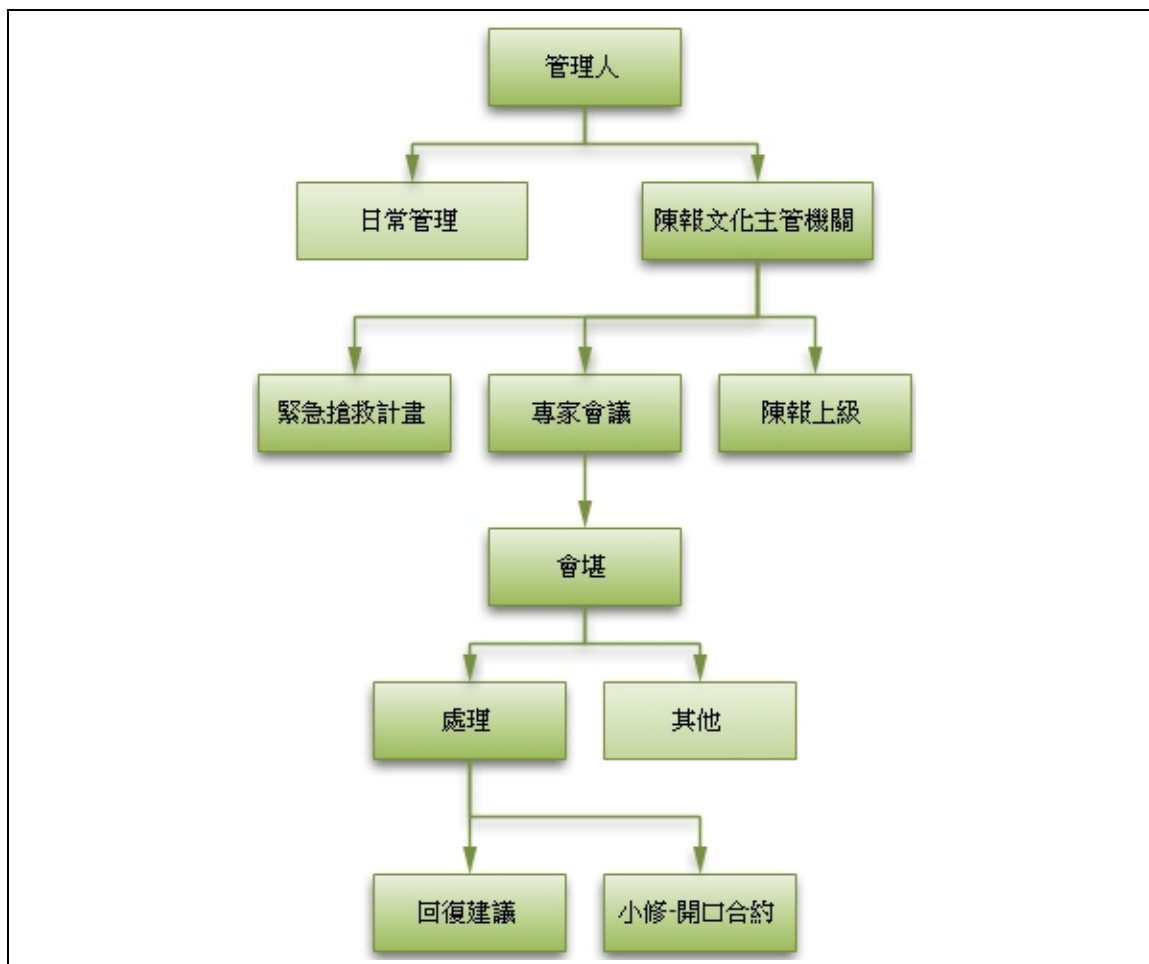 管理人
日常管理
陳報文化主管機關
緊急搶救計畫
專家會議
陳報上級
會堪
處理
其他
回復建議
小修-開口合約